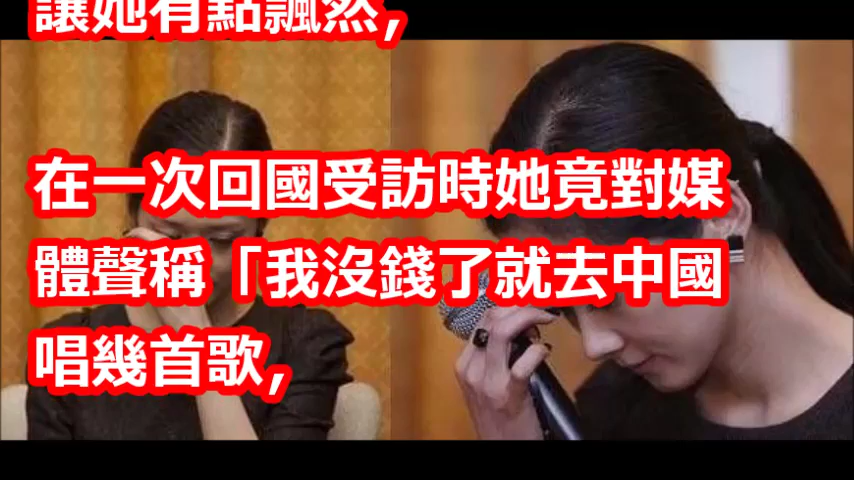 讓她有點飄然,
在一次回國受訪時她竟對媒
體聲稱「我沒錢了就去中國
唱幾首歌,